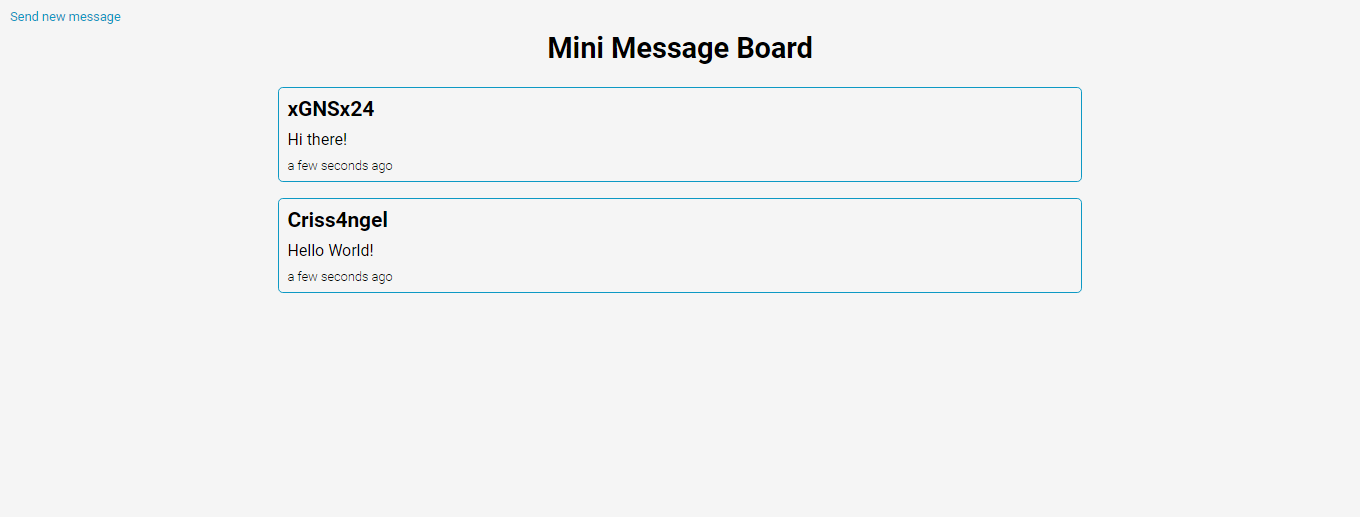 Send new message
Mini Message Board
xGNSx24
Hi there!
a few seconds ago
Criss4ngel
Hello World!
a few seconds ago